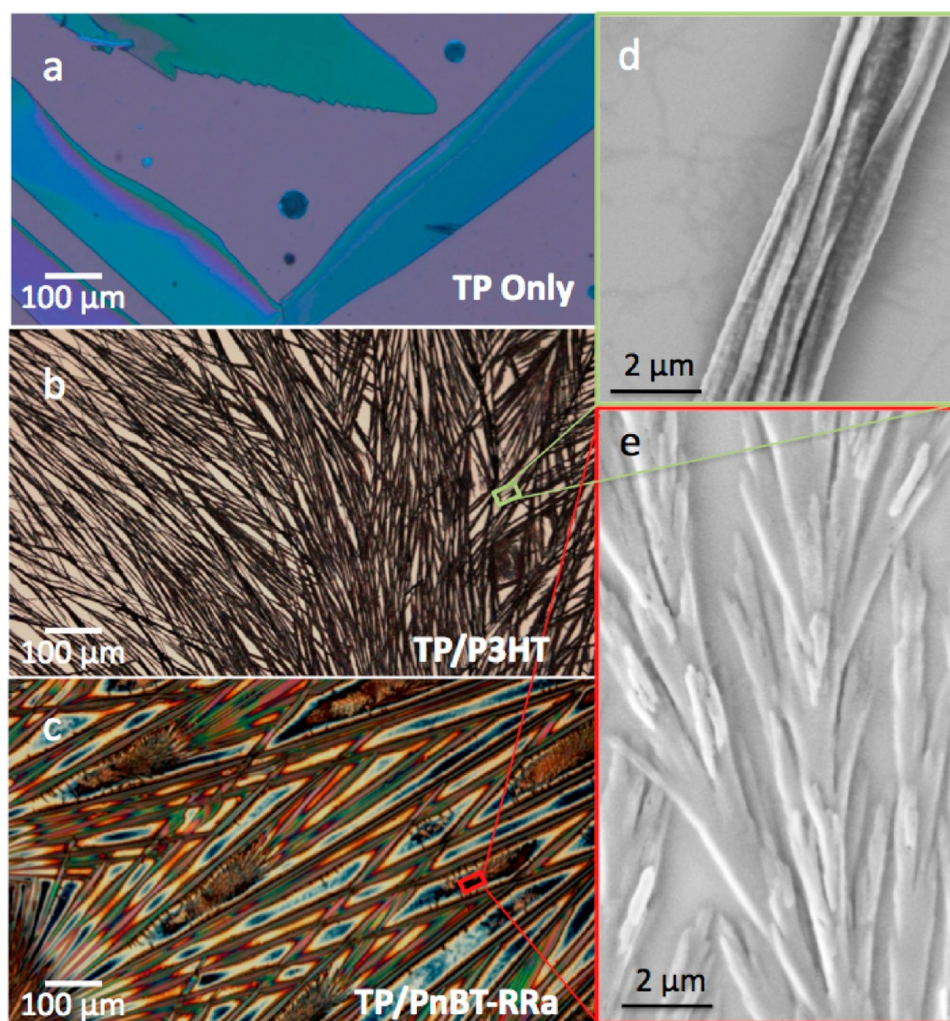 a
100 μm
TP Only
b
100 μm
TP/P3HT
c
100 μm
TP/PnBT-RRa
d
2 μm
e
2 μm